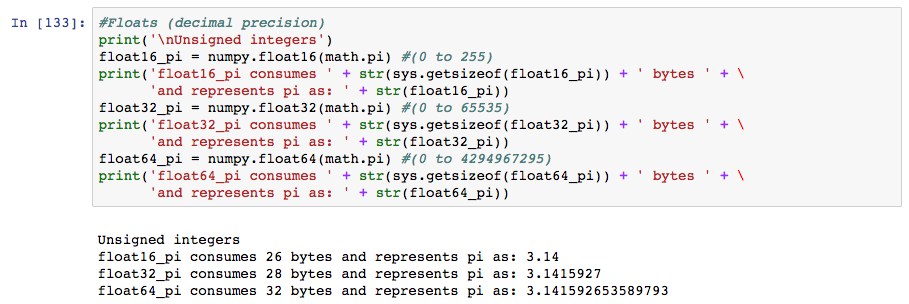 In [133]: #Floats (decimal precision)
print('\nUnsigned integers')
float16_pi = numpy.float16(math.pi) #(0 to 255)
print('float16_pi consumes ' + str(sys.getsizeof(float16_pi)) + ' bytes ' + \
      'and represents pi as: ' + str(float16_pi))
float32_pi = numpy.float32(math.pi) #(0 to 65535)
print('float32_pi consumes ' + str(sys.getsizeof(float32_pi)) + ' bytes ' + \
      'and represents pi as: ' + str(float32_pi))
float64_pi = numpy.float64(math.pi) #(0 to 4294967295)
print('float64_pi consumes ' + str(sys.getsizeof(float64_pi)) + ' bytes ' + \
      'and represents pi as: ' + str(float64_pi))
Unsigned integers
float16_pi consumes 26 bytes and represents pi as: 3.14
float32_pi consumes 28 bytes and represents pi as: 3.1415927
float64_pi consumes 32 bytes and represents pi as: 3.141592653589793